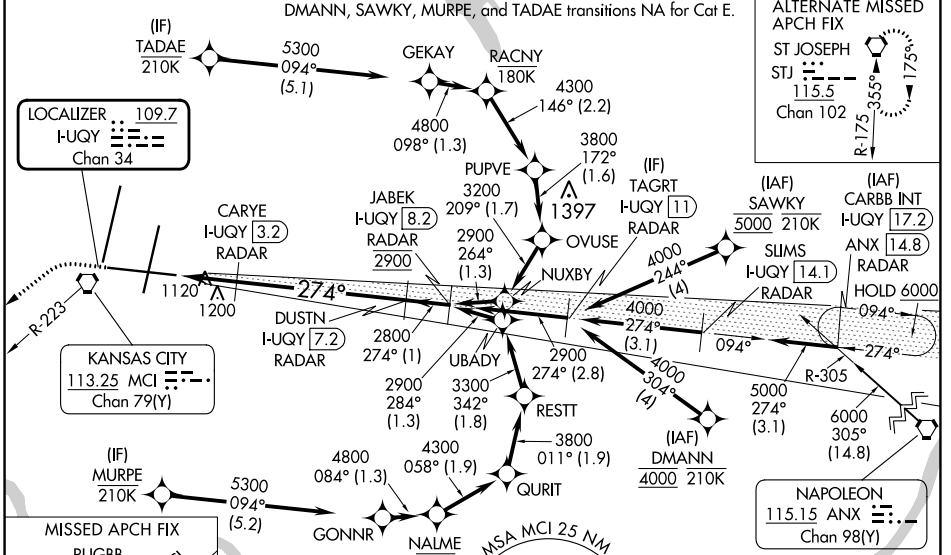 DMANN, SAWKY, MURPE, and TADAE transitions NA for Cat E.
ALTERNATE MISSED
APCH FIX
ST JOSEPH
STJ
115.5
Chan 102
R-175
355°
175°
(IF)
TADAE
210K
5300
094°
(5.1)
GEKAY
RACNY
180K
4800
098° (1.3)
4300
146° (2.2)
LOCALIZER 109.7
I-UQY
Chan 34
PUPVE
3800
172°
(1.6)
3200
209° (1.7)
1397
OVUSE
(IF)
TAGRT
I-UQY 11
RADAR
(IAF)
SAWKY
5000 210K
(IAF)
CARBB INT
I-UQY 17.2
ANX 14.8
RADAR
CARYE
I-UQY 3.2
RADAR
JABEK
I-UQY 8.2
RADAR
2900
2900
264°
(1.3)
NUXBY
4000
244°
(4)
SLIMS
I-UQY 14.1
RADAR
HOLD 6000
094°
274°
1120
1200
274°
4000
274°
(3.1)
094°
R-223
DUSTN
I-UQY 7.2
RADAR
2800
274° (1)
UBADY
2900
274° (2.8)
R-305
KANSAS CITY
113.25 MCI
Chan 79(Y)
2900
284°
(1.3)
3300
342°
(1.8)
RESTT
4000
304°
(4)
5000
274°
(3.1)
6000
305°
(14.8)
(IAF)
DMANN
4000 210K
3800
011° (1.9)
QURIT
4300
058° (1.9)
4800
084° (1.3)
(IF)
MURPE
210K
5300
094°
(5.2)
GONNR
NALME
NAPOLEON
115.15 ANX
Chan 98(Y)
MISSED APCH FIX
MSA MCI 25 NM